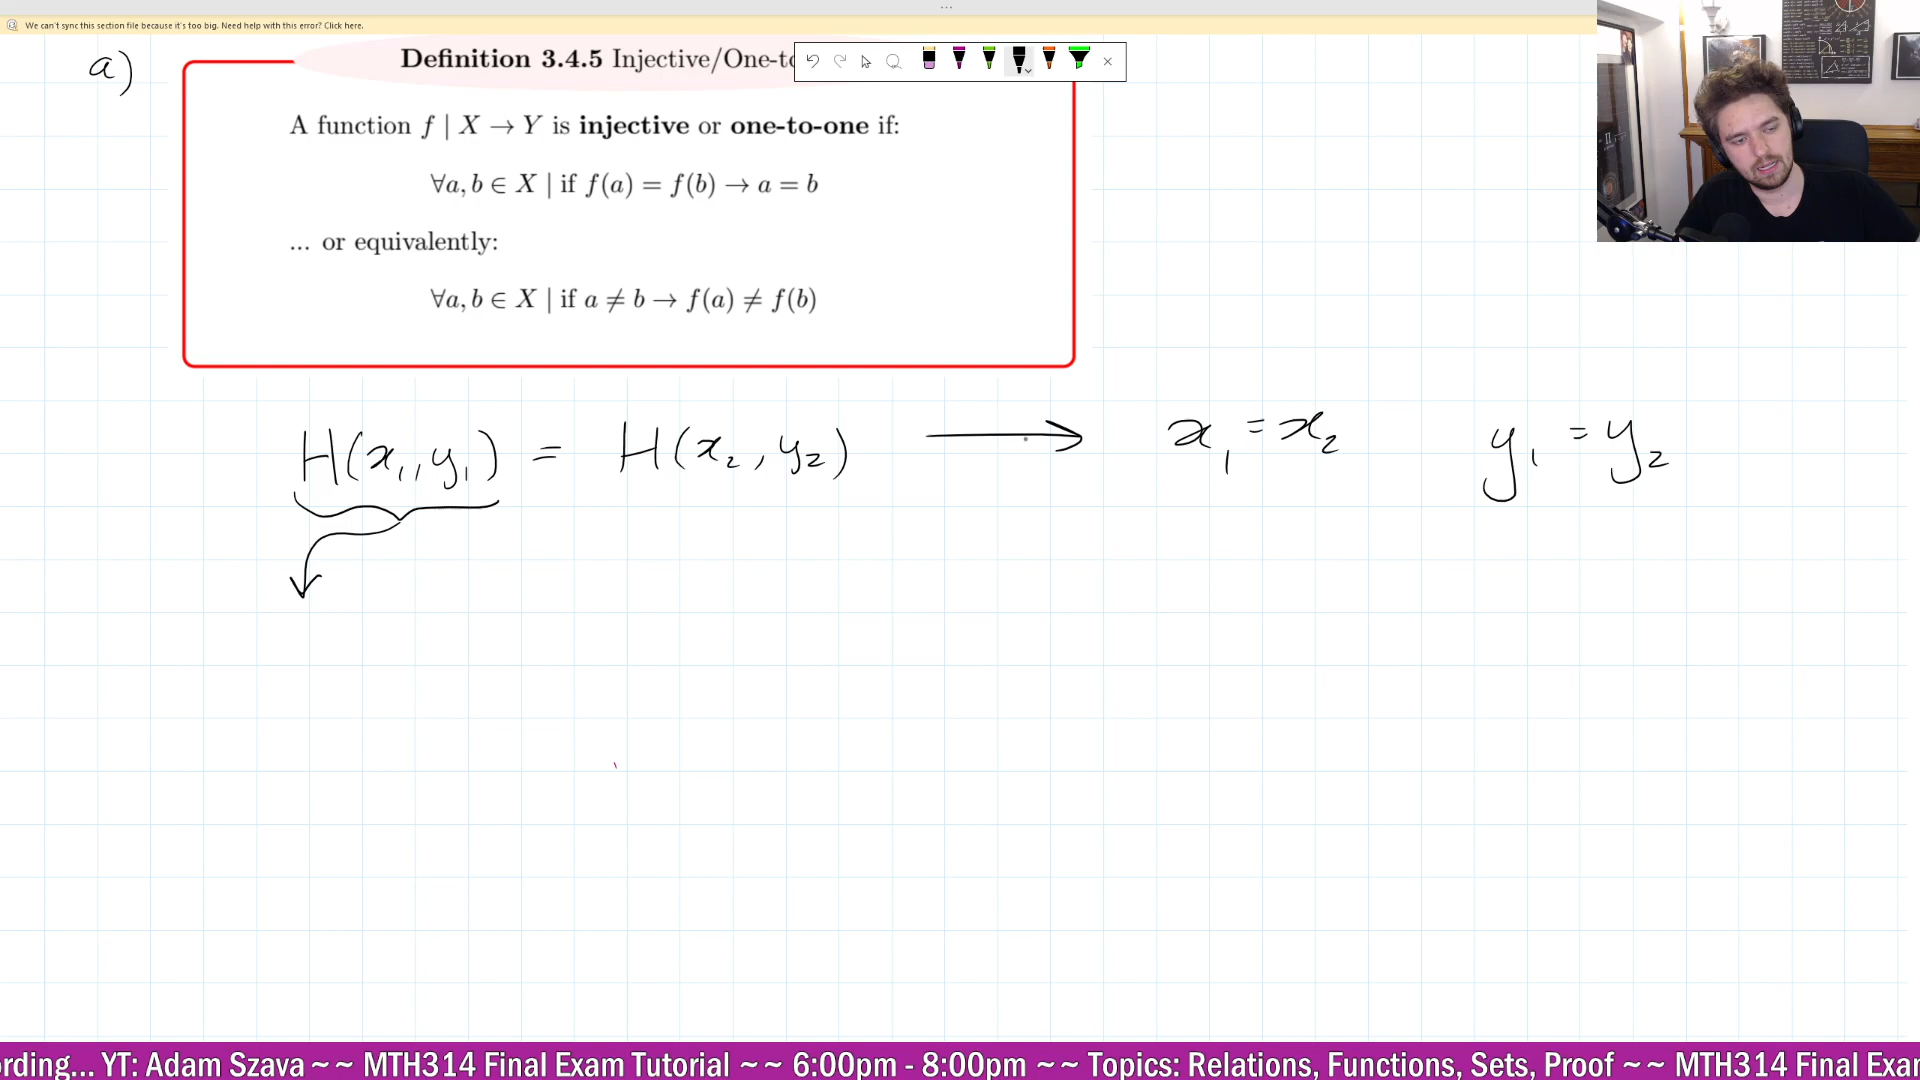 We can't sync this section file because it's too big. Need help with this error? Click here.
a)
Definition 3.4.5 Injective/One-to
A function f | X → Y is injective or one-to-one if:
∀a, b ∈ X | if f(a) = f(b) → a = b
... or equivalently:
∀a, b ∈ X | if a ≠ b → f(a) ≠ f(b)
H(x₁, y₁) = H(x₂, y₂) → x₁ = x₂ y₁ = y₂
ording... YT: Adam Szava ~~ MTH314 Final Exam Tutorial ~~ 6:00pm - 8:00pm ~~ Topics: Relations, Functions, Sets, Proof ~~ MTH314 Final Exar